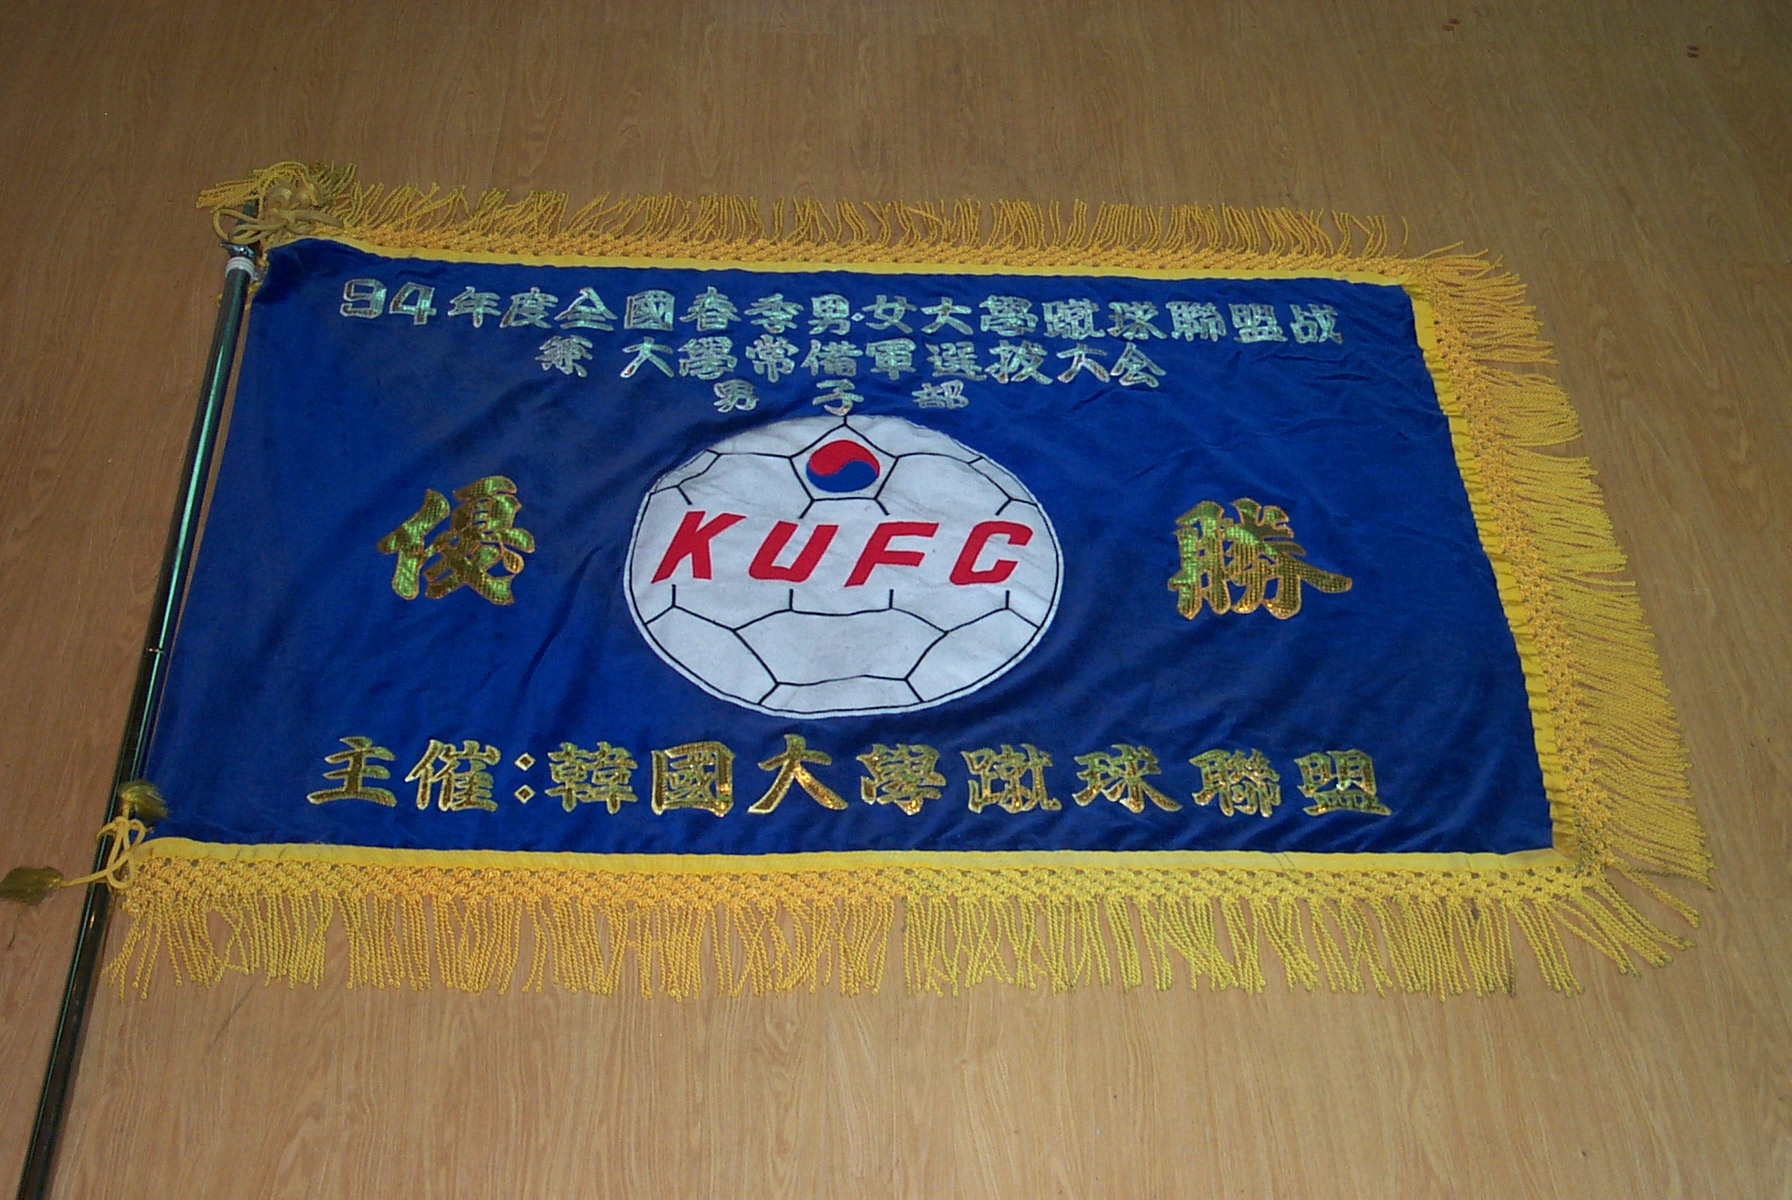 94年度全國春季男·女大學蹴球聯盟战
兼 大學常備軍選拔大会
男子部
優 勝
KUFC
主催:韓國大學蹴球聯盟